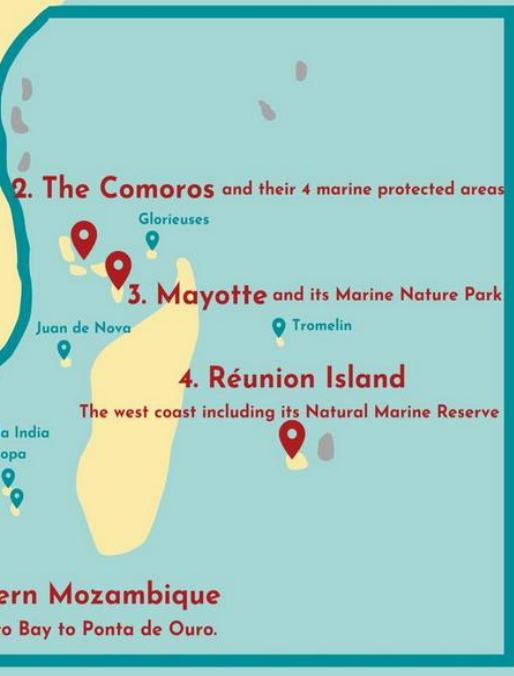 2. The Comoros and their 4 marine protected areas
Glorieuses
3. Mayotte and its Marine Nature Park
Juan de Nova
Tromelin
4. Réunion Island
The west coast including its Natural Marine Reserve
a India
opa
ern Mozambique
to Bay to Ponta de Ouro.